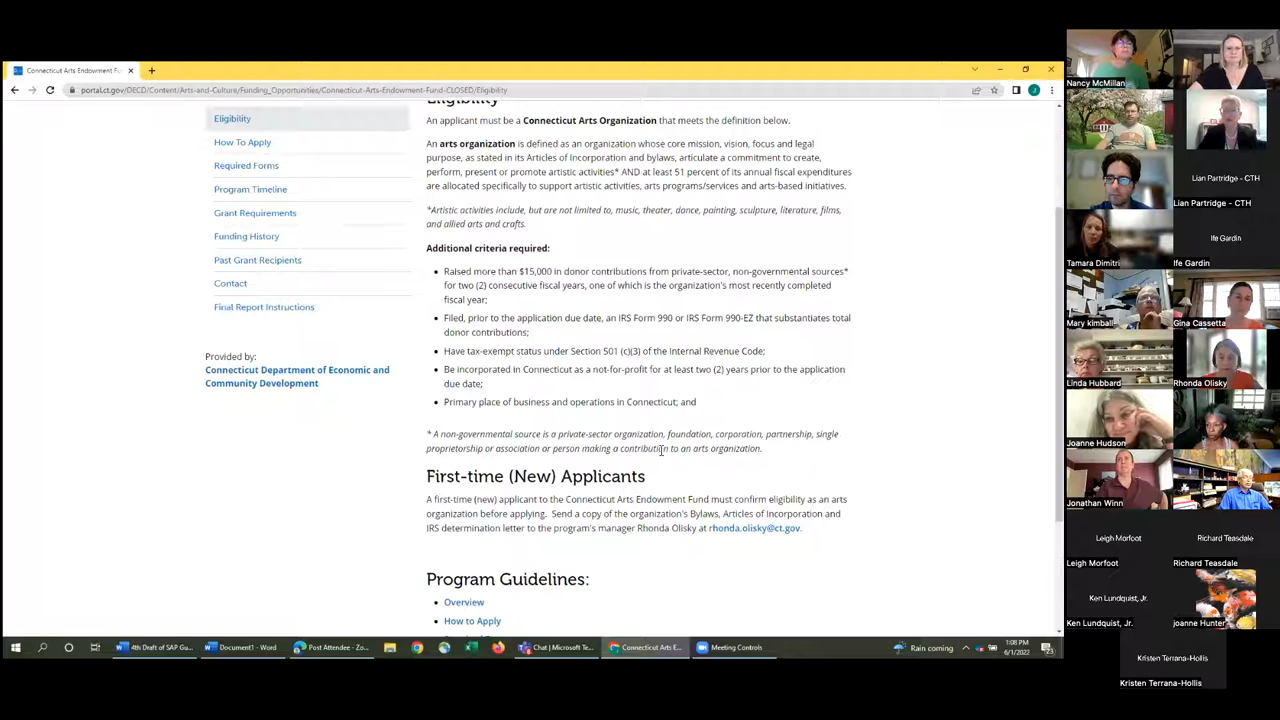 Connecticut Arts Endowment Fu
portal.ct.gov/DECD/Content/Arts-and-Culture/Funding_Opportunities/Connecticut-Arts-Endowment-Fund-CLOSED/Eligibility
J
Eligibility
How To Apply
Required Forms
Program Timeline
Grant Requirements
Funding History
Past Grant Recipients
Contact
Final Report Instructions
Provided by:
Connecticut Department of Economic and
Community Development
Eligibility
An applicant must be a Connecticut Arts Organization that meets the definition below.
An arts organization is defined as an organization whose core mission, vision, focus and legal
purpose, as stated in its Articles of Incorporation and bylaws, articulate a commitment to create,
perform, present or promote artistic activities* AND at least 51 percent of its annual fiscal expenditures
are allocated specifically to support artistic activities, arts programs/services and arts-based initiatives.
*Artistic activities include, but are not limited to, music, theater, dance, painting, sculpture, literature, films,
and allied arts and crafts.
Additional criteria required:
• Raised more than $15,000 in donor contributions from private-sector, non-governmental sources*
for two (2) consecutive fiscal years, one of which is the organization's most recently completed
fiscal year;
• Filed, prior to the application due date, an IRS Form 990 or IRS Form 990-EZ that substantiates total
donor contributions;
• Have tax-exempt status under Section 501 (c)(3) of the Internal Revenue Code;
• Be incorporated in Connecticut as a not-for-profit for at least two (2) years prior to the application
due date;
• Primary place of business and operations in Connecticut; and
* A non-governmental source is a private-sector organization, foundation, corporation, partnership, single
proprietorship or association or person making a contribution to an arts organization.
First-time (New) Applicants
A first-time (new) applicant to the Connecticut Arts Endowment Fund must confirm eligibility as an arts
organization before applying. Send a copy of the organization's Bylaws, Articles of Incorporation and
IRS determination letter to the program's manager Rhonda Olisky at rhonda.olisky@ct.gov.
Program Guidelines:
• Overview
• How to Apply
4th Draft of SAP Gu...
Document1 - Word
Post Attendee - Zo...
Chat | Microsoft Te...
Connecticut Arts E...
Meeting Controls
Rain coming
1:08 PM
6/1/2022
23
Nancy McMillan
Lian Partridge - CTH
Lian Partridge - CTH
Tamara Dimitri
Ife Gardin
Ife Gardin
Mary kimball
Gina Cassetta
Linda Hubbard
Rhonda Olisky
Joanne Hudson
Jonathan Winn
Leigh Morfoot
Richard Teasdale
Leigh Morfoot
Richard Teasdale
Ken Lundquist, Jr.
Ken Lundquist, Jr.
joanne Hunter
Kristen Terrana-Hollis
Kristen Terrana-Hollis